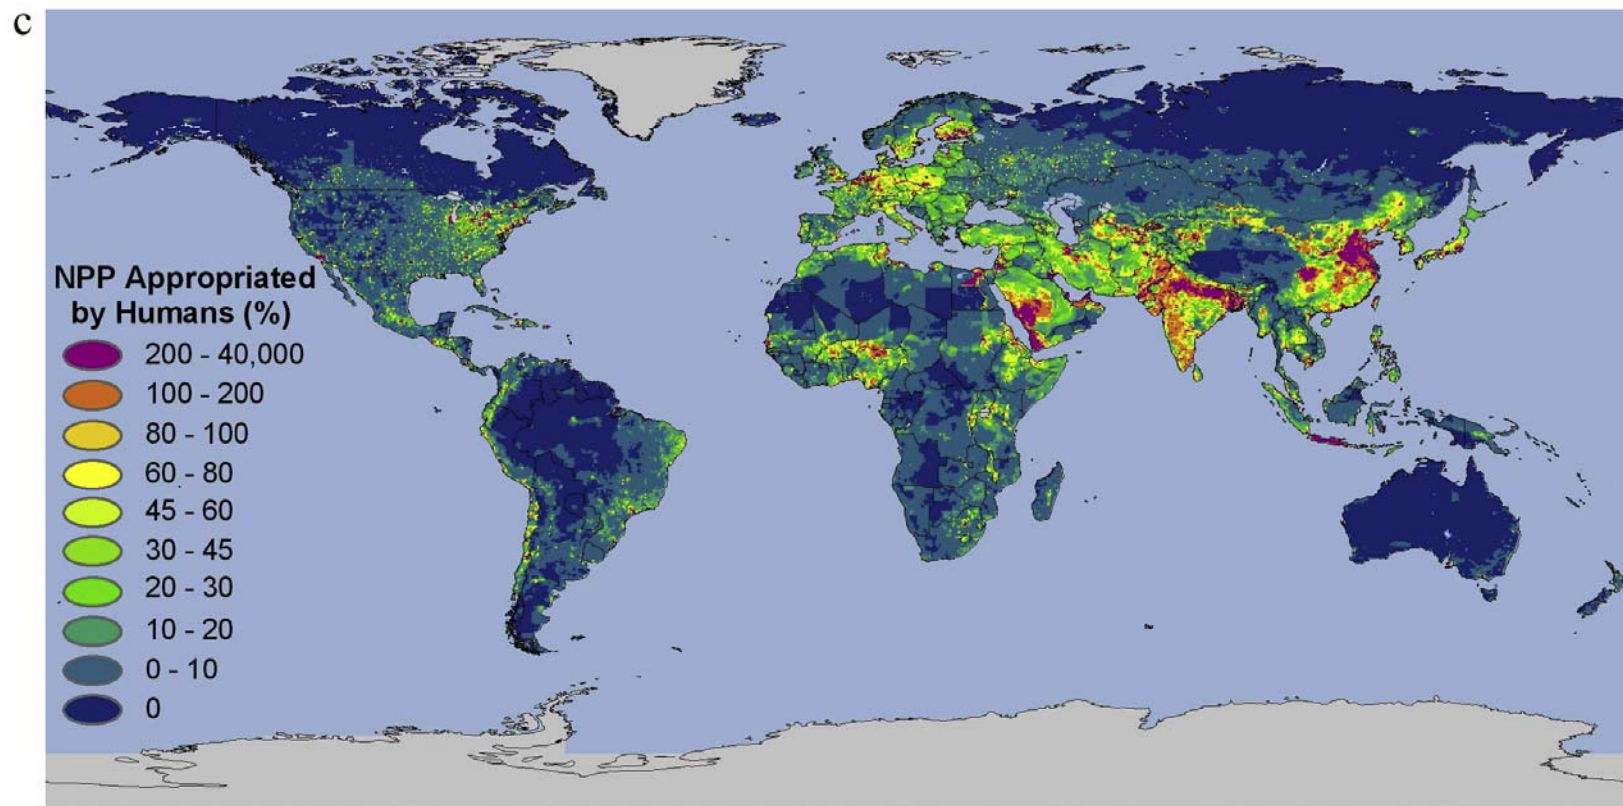 c
NPP Appropriated
by Humans (%)
200 - 40,000
100 - 200
80 - 100
60 - 80
45 - 60
30 - 45
20 - 30
10 - 20
0 - 10
0